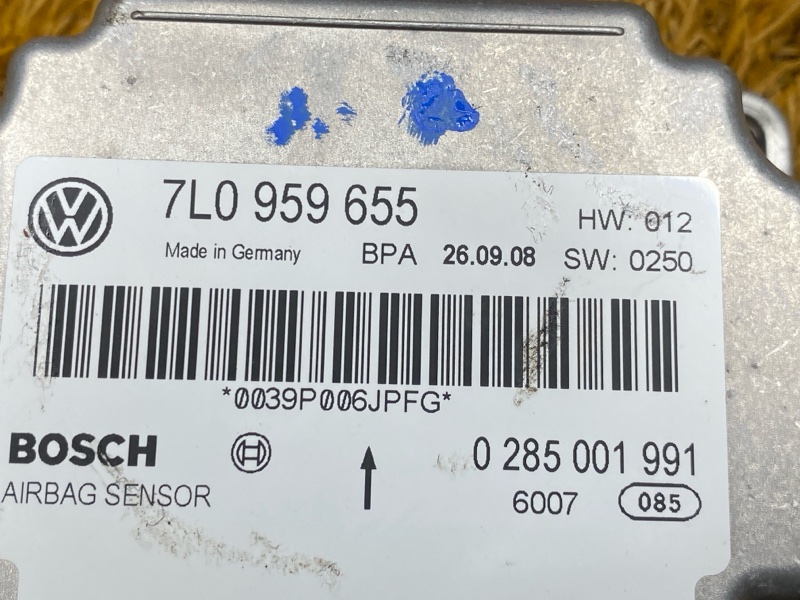 7L0 959 655
HW: 012
Made in Germany BPA 26.09.08 SW: 0250
*0039P006JPFG*
BOSCH 0 285 001 991
AIRBAG SENSOR 6007 085